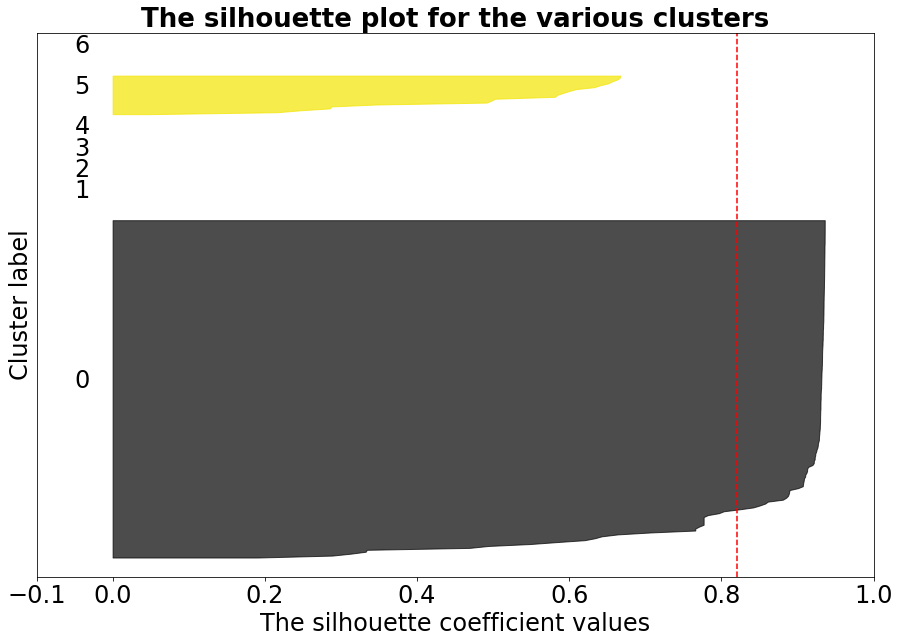 The silhouette plot for the various clusters
6
5
4
3
2
1
0
Cluster label
−0.1 0.0 0.2 0.4 0.6 0.8 1.0
The silhouette coefficient values